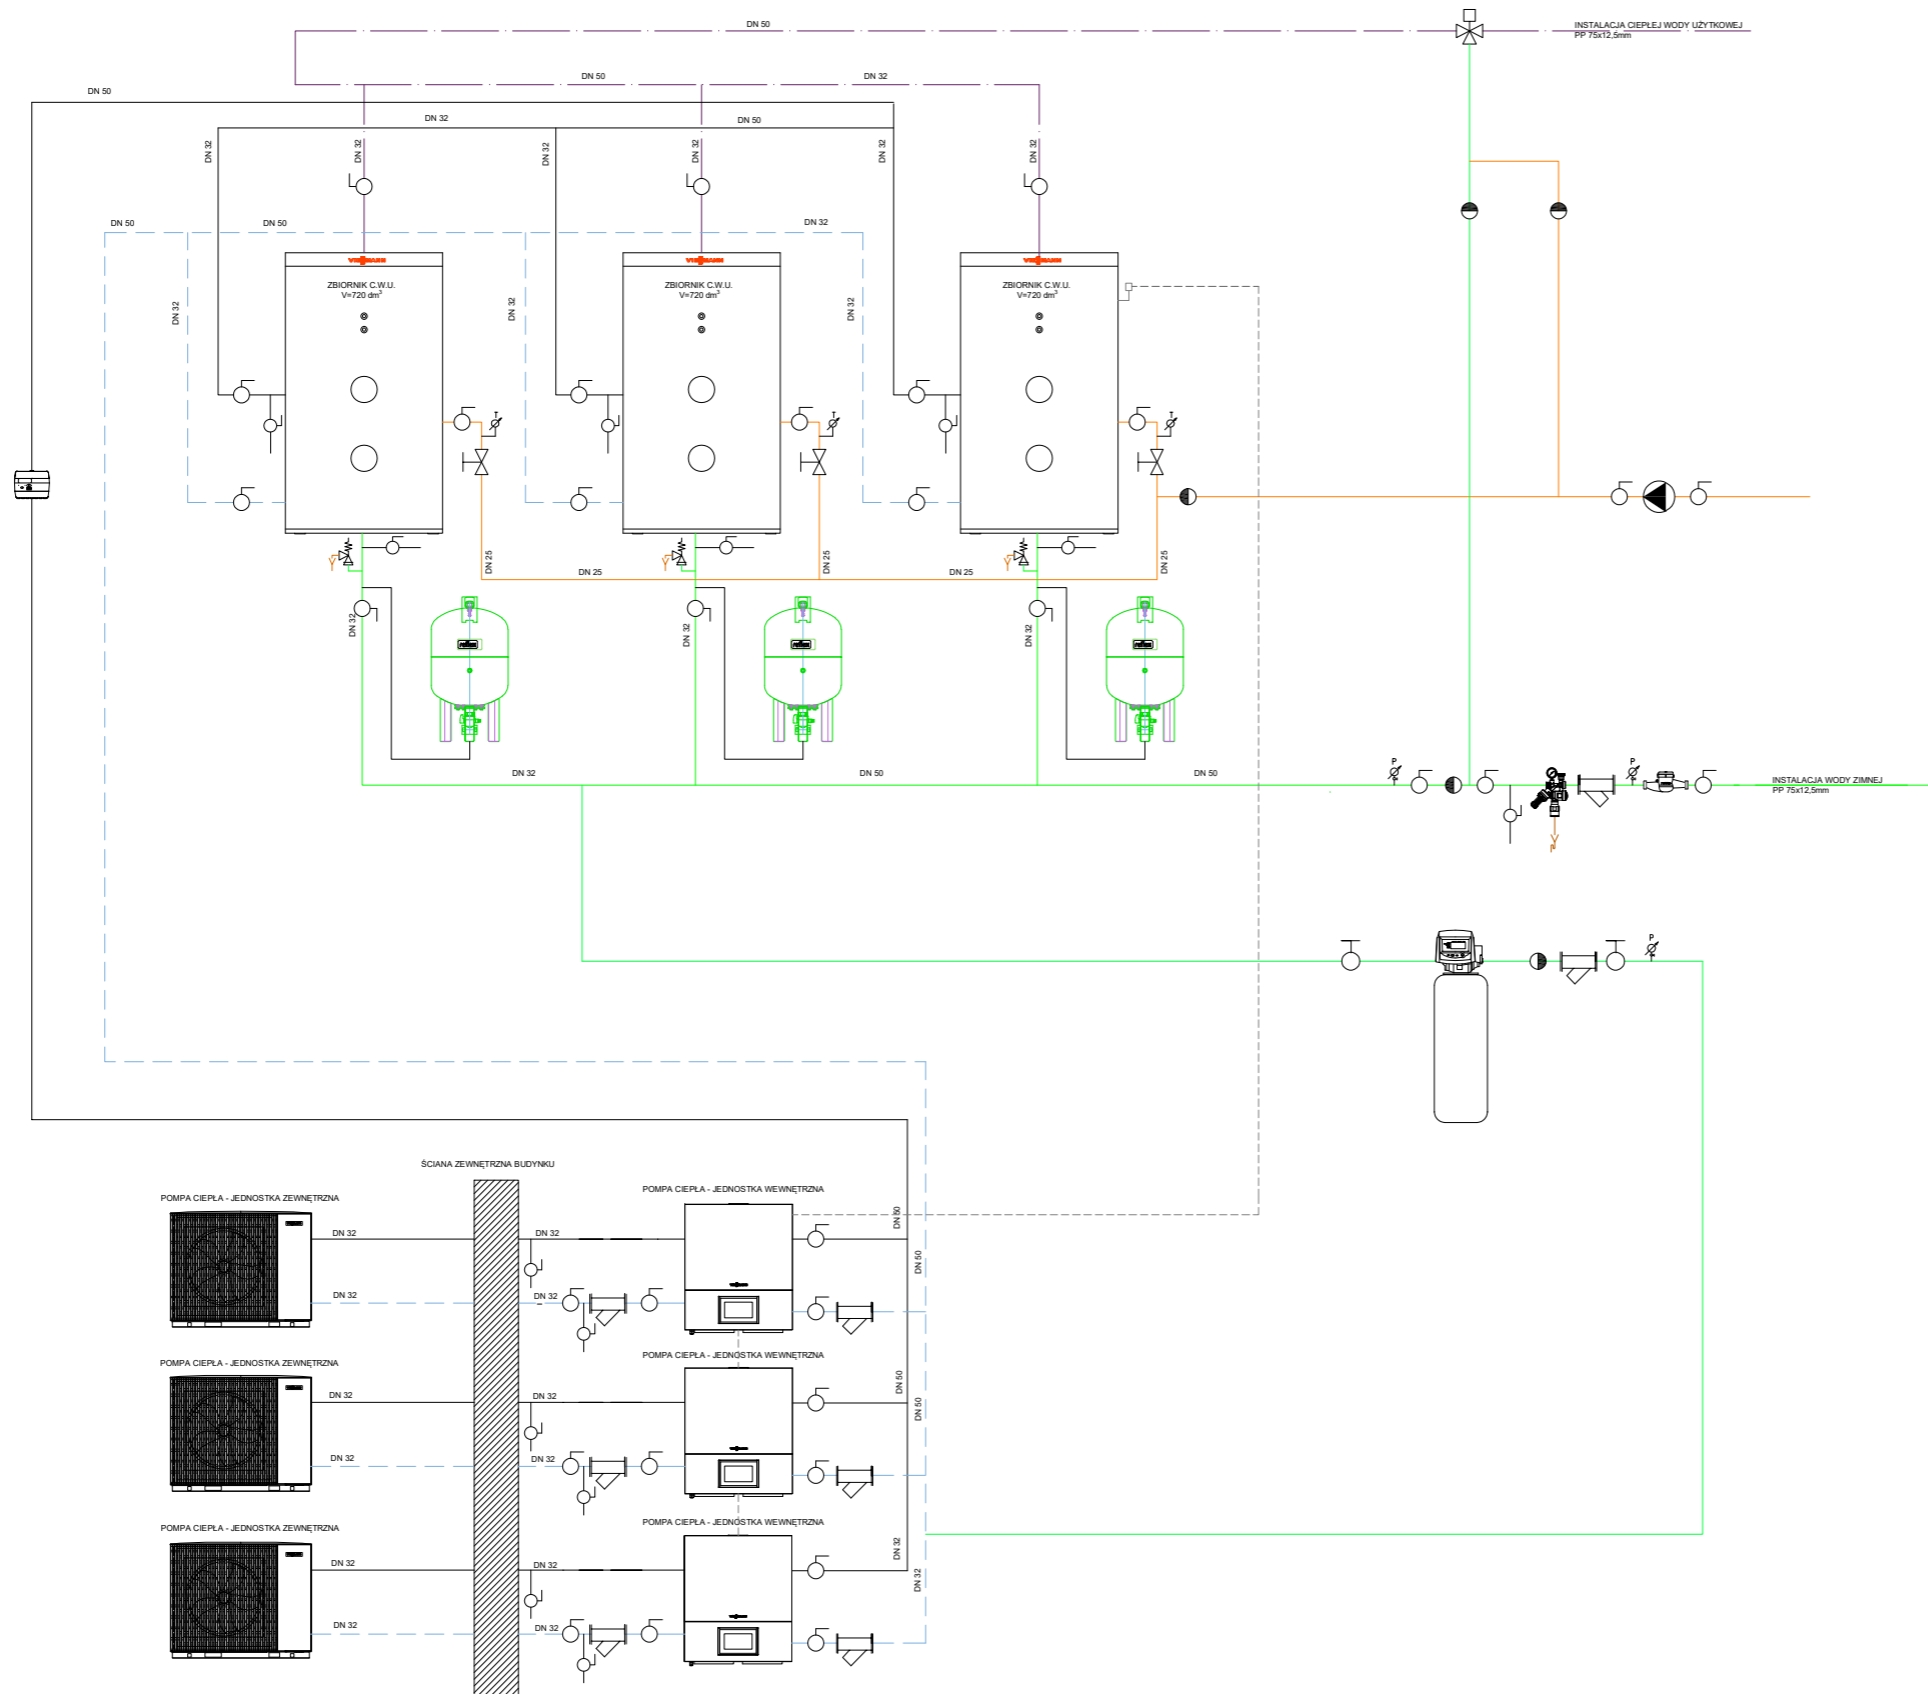 DN 50
INSTALACJA CIEPŁEJ WODY UŻYTKOWEJ
PP 75x12,5mm
DN 50
DN 32
DN 50
DN 32
DN 50
DN 32
DN 32
DN 32
DN 32
DN 32
DN 32
DN 50
DN 50
DN 32
VIESMANN
VIESMANN
VIESMANN
ZBIORNIK C.W.U.
V=720 dm³
ZBIORNIK C.W.U.
V=720 dm³
ZBIORNIK C.W.U.
V=720 dm³
DN 32
DN 32
DN 32
T
T
T
DN 25
DN 25
DN 25
DN 25
DN 25
DN 32
DN 32
DN 32
DN 32
DN 50
DN 50
P
P
INSTALACJA WODY ZIMNEJ
PP 75x12,5mm
P
ŚCIANA ZEWNĘTRZNA BUDYNKU
POMPA CIEPŁA - JEDNOSTKA ZEWNĘTRZNA
POMPA CIEPŁA - JEDNOSTKA WEWNĘTRZNA
DN 32
DN 32
DN 50
DN 50
DN 32
DN 32
POMPA CIEPŁA - JEDNOSTKA ZEWNĘTRZNA
POMPA CIEPŁA - JEDNOSTKA WEWNĘTRZNA
DN 32
DN 32
DN 50
DN 50
DN 32
DN 32
POMPA CIEPŁA - JEDNOSTKA ZEWNĘTRZNA
POMPA CIEPŁA - JEDNOSTKA WEWNĘTRZNA
DN 32
DN 32
DN 32
DN 32
DN 32
DN 32